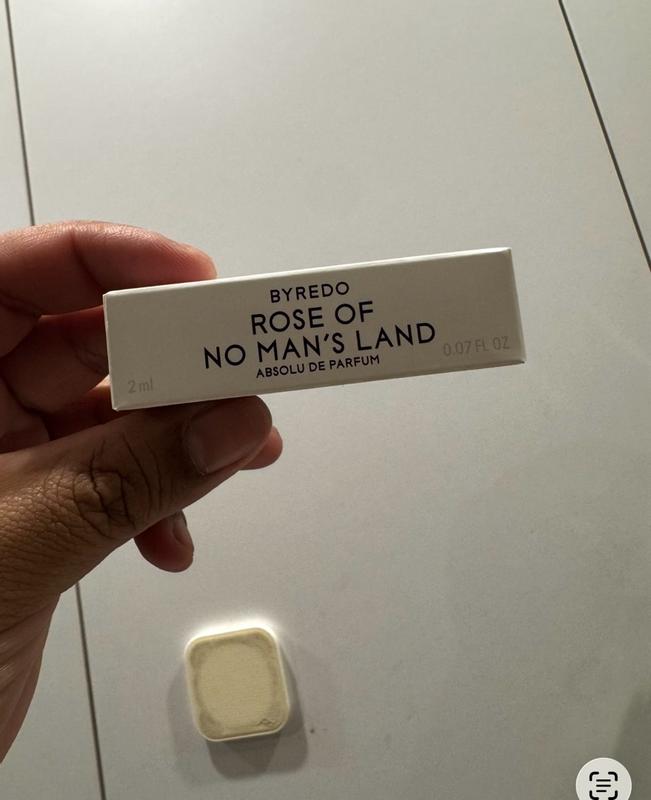 BYREDO
ROSE OF
NO MAN'S LAND
ABSOLU DE PARFUM
2 ml
0.07 FL OZ